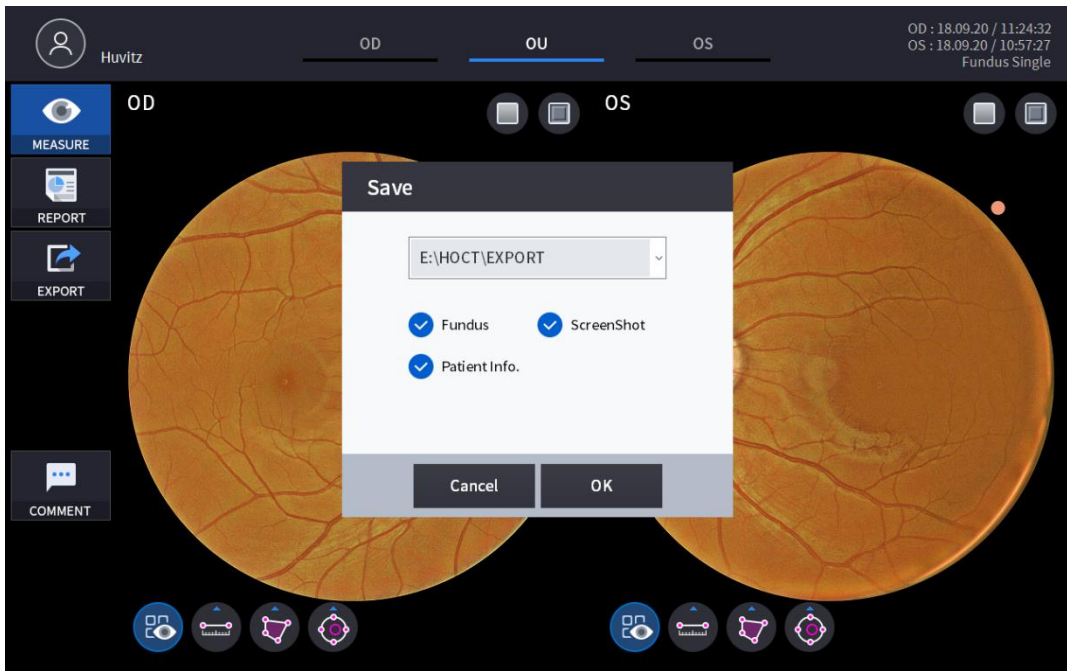 Huvitz
OD
OU
OS
OD : 18.09.20 / 11:24:32
OS : 18.09.20 / 10:57:27
Fundus Single
MEASURE
REPORT
EXPORT
COMMENT
OD
OS
Save
E:\HOCT\EXPORT
Fundus
ScreenShot
Patient Info.
Cancel
OK